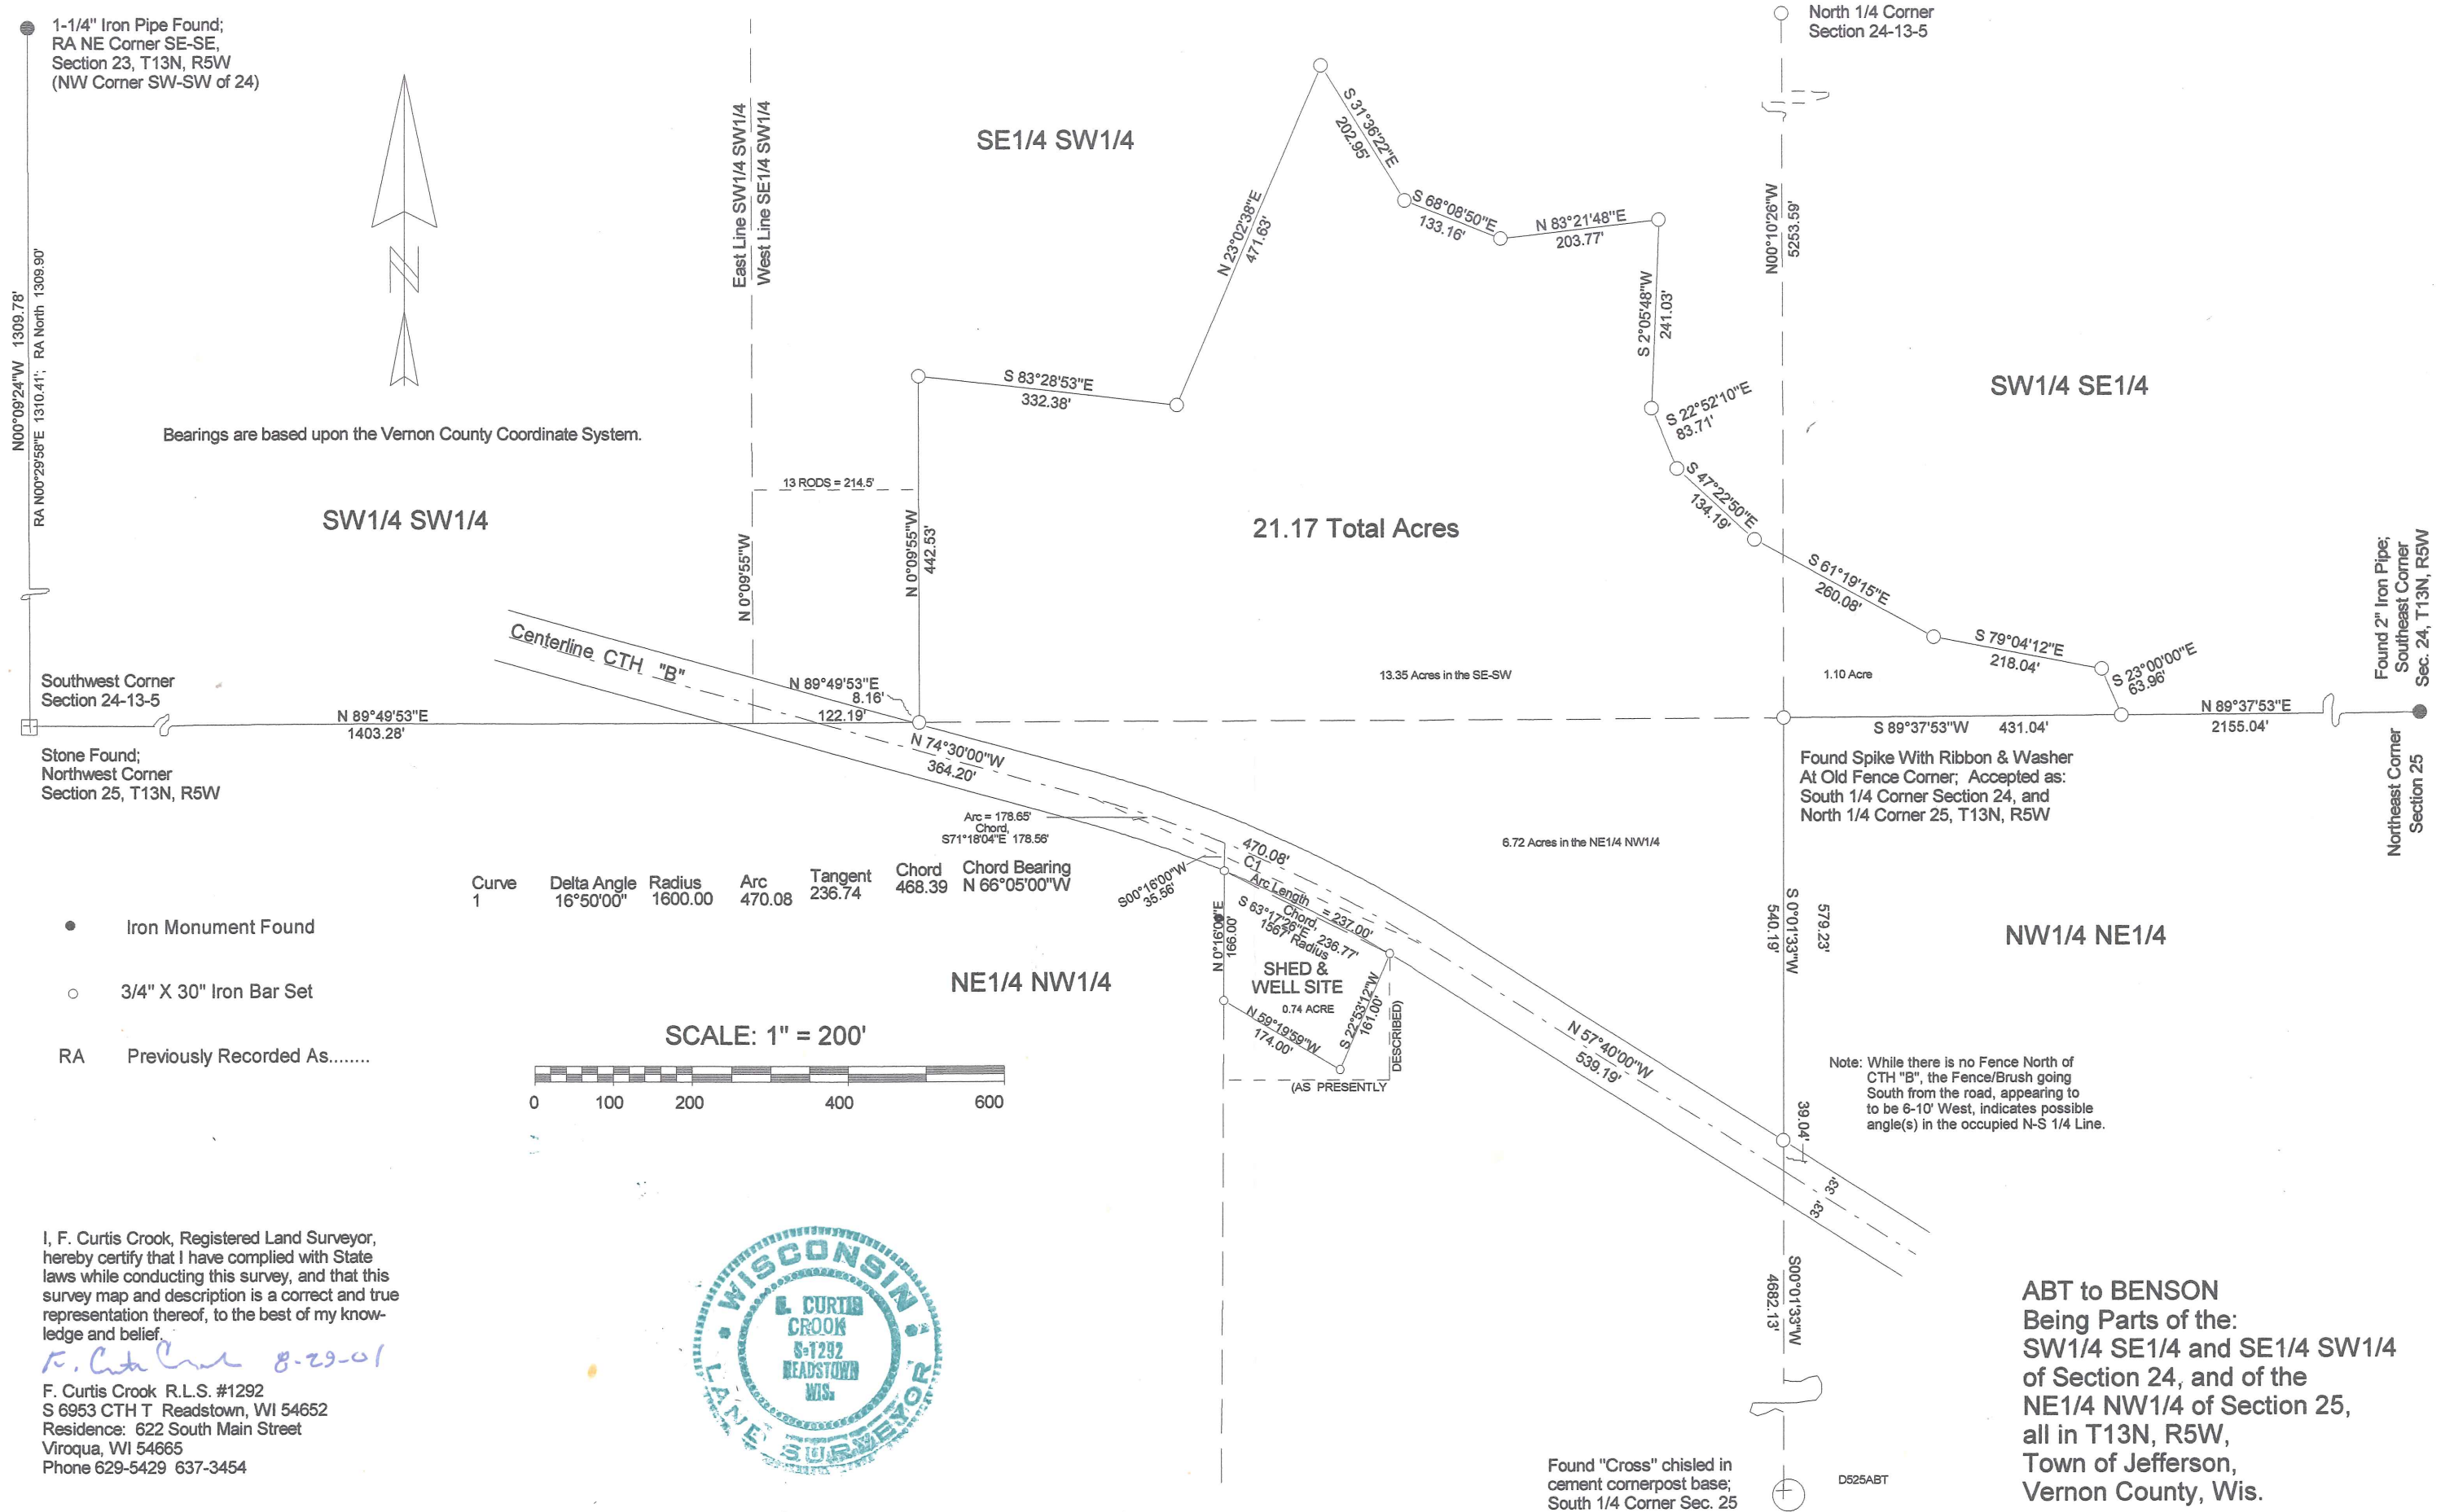 1-1/4" Iron Pipe Found;
RA NE Corner SE-SE,
Section 23, T13N, R5W
(NW Corner SW-SW of 24)
North 1/4 Corner
Section 24-13-5
East Line SW1/4 SW1/4
West Line SE1/4 SW1/4
SE1/4 SW1/4
N 23°02'38"E
471.63'
S 31°36'22"E
202.95'
S 68°08'50"E
133.16'
N 83°21'48"E
203.77'
N00°10'26"W
5253.59'
S 2°05'48"W
241.03'
S 22°52'10"E
83.71'
S 47°22'50"E
134.19'
S 61°19'15"E
260.08'
S 79°04'12"E
218.04'
S 23°00'00"E
63.96'
SW1/4 SE1/4
N00°09'24"W 1309.78'
RA N00°29'58"E 1310.41'; RA North 1309.90'
N
Bearings are based upon the Vernon County Coordinate System.
S 83°28'53"E
332.38'
13 RODS = 214.5'
SW1/4 SW1/4
N 0°09'55"W
N 0°09'55"W
442.53'
21.17 Total Acres
Found 2" Iron Pipe;
Southeast Corner
Sec. 24, T13N, R5W
Centerline CTH "B"
13.35 Acres in the SE-SW
1.10 Acre
Southwest Corner
Section 24-13-5
N 89°49'53"E
8.16'
N 89°49'53"E
1403.28'
122.19'
S 89°37'53"W 431.04'
N 89°37'53"E
2155.04'
Stone Found;
Northwest Corner
Section 25, T13N, R5W
N 74°30'00"W
364.20'
Found Spike With Ribbon & Washer
At Old Fence Corner; Accepted as:
South 1/4 Corner Section 24, and
North 1/4 Corner 25, T13N, R5W
Northeast Corner
Section 25
Arc = 178.65'
Chord,
S71°18'04"E 178.56'
6.72 Acres in the NE1/4 NW1/4
470.08'
C1
Arc Length = 237.00'
Chord,
S 63°17'26"E 236.77'
1567' Radius
S00°16'00"W
35.56'
Curve Delta Angle Radius Arc Tangent Chord Chord Bearing
1 16°50'00" 1600.00 470.08 236.74 468.39 N 66°05'00"W
N 0°16'00"E
166.00'
S 0°01'33"W
540.19'
579.23'
Iron Monument Found
NW1/4 NE1/4
SHED &
WELL SITE
0.74 ACRE
NE1/4 NW1/4
3/4" X 30" Iron Bar Set
N 59°19'59"W
174.00'
S 22°53'12"W
161.00'
(AS PRESENTLY
DESCRIBED)
SCALE: 1" = 200'
RA Previously Recorded As........
0 100 200 400 600
N 57°40'00"W
539.19'
Note: While there is no Fence North of
CTH "B", the Fence/Brush going
South from the road, appearing to
to be 6-10' West, indicates possible
angle(s) in the occupied N-S 1/4 Line.
39.04'
33'
33'
I, F. Curtis Crook, Registered Land Surveyor,
hereby certify that I have complied with State
laws while conducting this survey, and that this
survey map and description is a correct and true
representation thereof, to the best of my know-
ledge and belief.
F. Curtis Crook 8-29-01
F. Curtis Crook R.L.S. #1292
S 6953 CTH T Readstown, WI 54652
Residence: 622 South Main Street
Viroqua, WI 54665
Phone 629-5429 637-3454
WISCONSIN
F. CURTIS
CROOK
S-1292
READSTOWN
WIS.
LAND SURVEYOR
S00°01'33"W
4682.13'
ABT to BENSON
Being Parts of the:
SW1/4 SE1/4 and SE1/4 SW1/4
of Section 24, and of the
NE1/4 NW1/4 of Section 25,
all in T13N, R5W,
Town of Jefferson,
Vernon County, Wis.
Found "Cross" chisled in
cement cornerpost base;
South 1/4 Corner Sec. 25
D525ABT